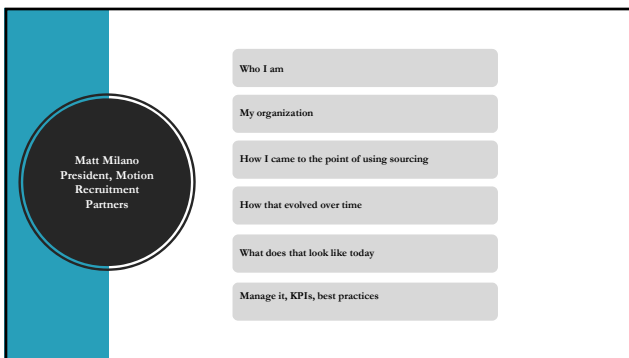 Matt Milano
President, Motion
Recruitment
Partners
Who I am
My organization
How I came to the point of using sourcing
How that evolved over time
What does that look like today
Manage it, KPIs, best practices